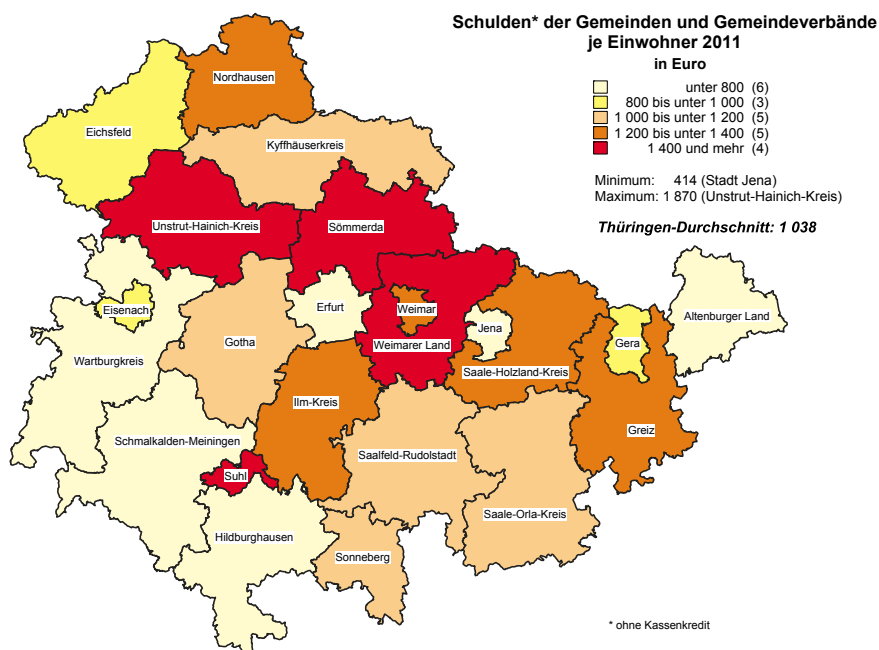 Schulden* der Gemeinden und Gemeindeverbände
je Einwohner 2011
in Euro
unter 800 (6)
800 bis unter 1 000 (3)
1 000 bis unter 1 200 (5)
1 200 bis unter 1 400 (5)
1 400 und mehr (4)
Minimum: 414 (Stadt Jena)
Maximum: 1 870 (Unstrut-Hainich-Kreis)
Thüringen-Durchschnitt: 1 038
Nordhausen
Eichsfeld
Kyffhäuserkreis
Unstrut-Hainich-Kreis
Sömmerda
Eisenach
Erfurt
Weimar
Altenburger Land
Jena
Gotha
Weimarer Land
Gera
Wartburgkreis
Saale-Holzland-Kreis
Ilm-Kreis
Greiz
Schmalkalden-Meiningen
Saalfeld-Rudolstadt
Suhl
Saale-Orla-Kreis
Hildburghausen
Sonneberg
* ohne Kassenkredit